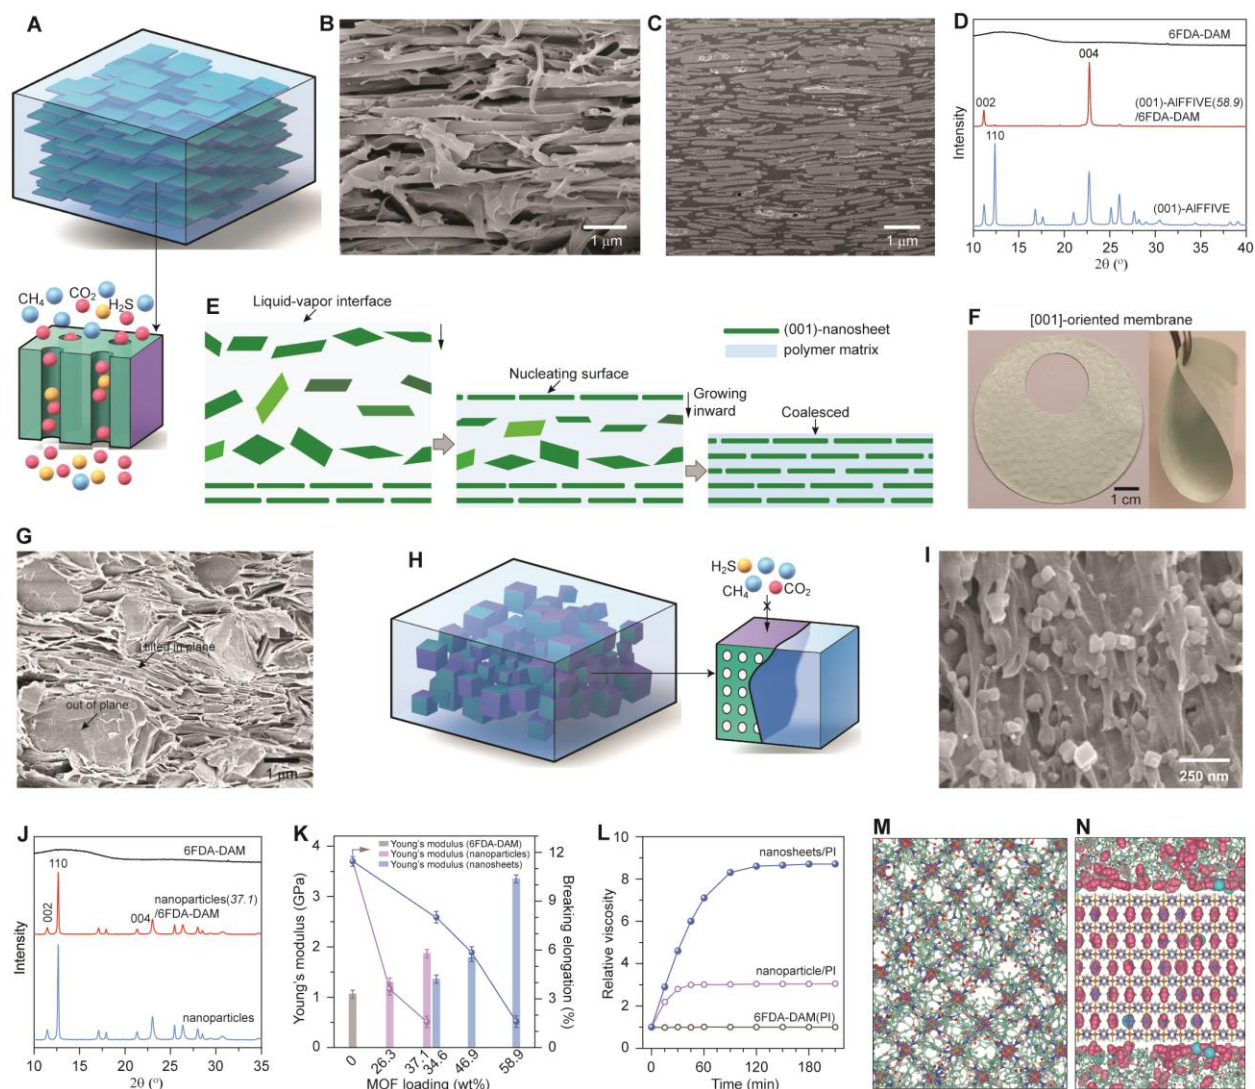 A
B
1 μm
C
1 μm
D
6FDA-DAM
004
002
(001)-AlFFIVE(58.9)
/6FDA-DAM
110
(001)-AlFFIVE
Intensity
10 15 20 25 30 35 40
2θ (°)
CH4
CO2
H2S
E
Liquid-vapor interface
Nucleating surface
Growing
inward
Coalesced
(001)-nanosheet
polymer matrix
F
[001]-oriented membrane
1 cm
G
tilted in plane
out of plane
1 μm
H
H2S
CH4
CO2
×
I
250 nm
J
6FDA-DAM
110
002
004
nanoparticles(37.1)
/6FDA-DAM
nanoparticles
Intensity
10 15 20 25 30 35
2θ (°)
K
Young's modulus (6FDA-DAM)
Young's modulus (nanoparticles)
Young's modulus (nanosheets)
Young's modulus (GPa)
4
3
2
1
0
12
9
6
3
0
Breaking elongation (%)
0 26.3 37.1 34.6 46.9 58.9
MOF loading (wt%)
L
10
8
6
4
2
0
Relative viscosity
nanosheets/PI
nanoparticle/PI
6FDA-DAM(PI)
0 60 120 150 180
Time (min)
M
N